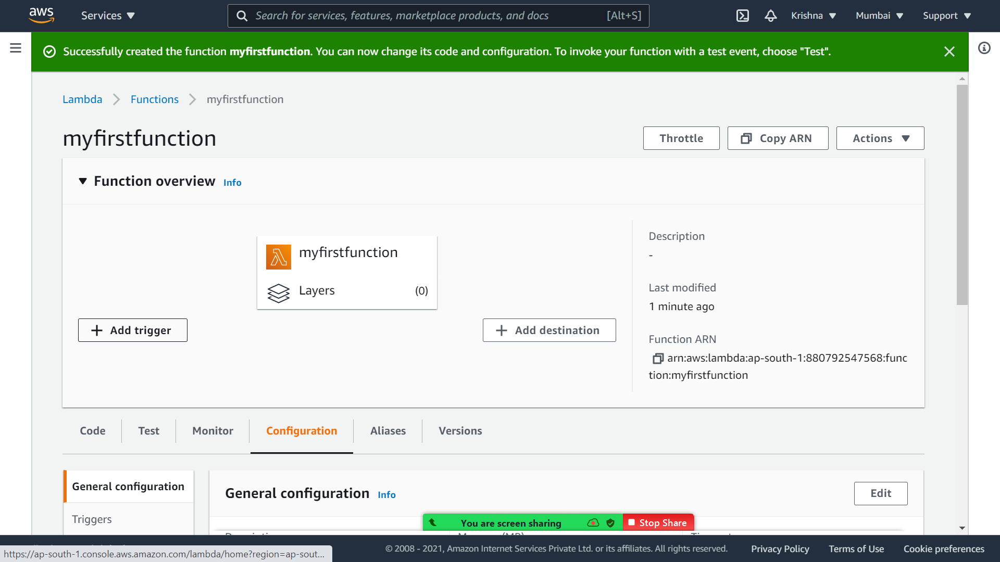 aws
Services
Search for services, features, marketplace products, and docs
[Alt+S]
Krishna
Mumbai
Support
Successfully created the function myfirstfunction. You can now change its code and configuration. To invoke your function with a test event, choose "Test".
Lambda
Functions
myfirstfunction
myfirstfunction
Throttle
Copy ARN
Actions
Function overview Info
myfirstfunction
Layers
(0)
Add trigger
Add destination
Description
-
Last modified
1 minute ago
Function ARN
arn:aws:lambda:ap-south-1:880792547568:func
tion:myfirstfunction
Code
Test
Monitor
Configuration
Aliases
Versions
General configuration
Triggers
General configuration Info
Edit
You are screen sharing
Stop Share
https://ap-south-1.console.aws.amazon.com/lambda/home?region=ap-sout...
© 2008 - 2021, Amazon Internet Services Private Ltd. or its affiliates. All rights reserved.
Privacy Policy
Terms of Use
Cookie preferences